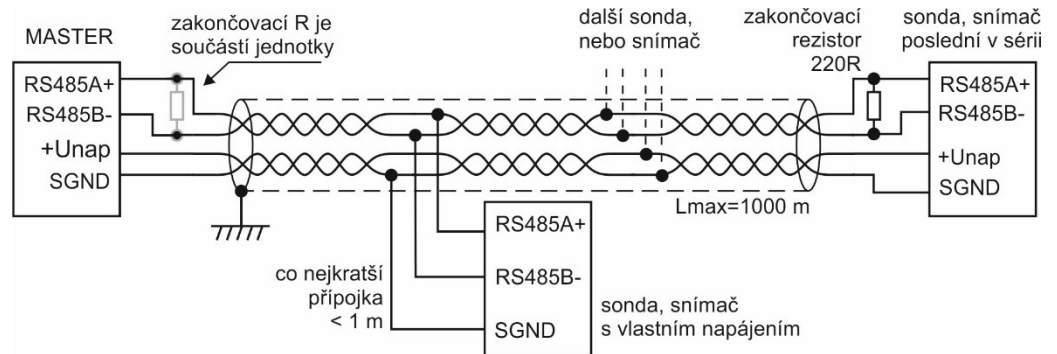 MASTER
RS485A+
RS485B-
+Unap
SGND
zakončovací R je
součástí jednotky
další sonda,
nebo snímač
zakončovací
rezistor
220R
sonda, snímač
poslední v sérii
RS485A+
RS485B-
+Unap
SGND
Lmax=1000 m
co nejkratší
přípojka
< 1 m
RS485A+
RS485B-
SGND
sonda, snímač
s vlastním napájením